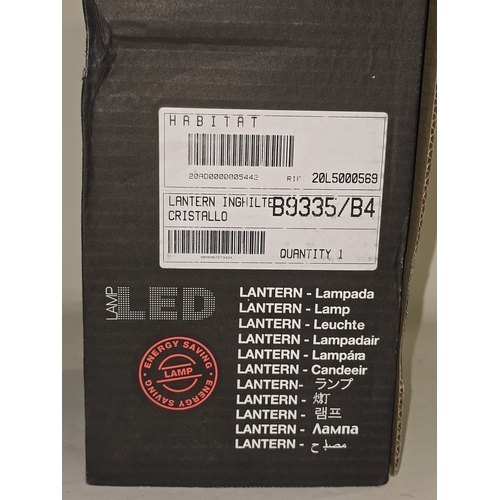 HABITAT
20AD0000005442 RIF 20L5000569
LANTERN INGHILTE B9335/B4
CRISTALLO
QUANTITY 1
LAMP LED
LANTERN - Lampada
LANTERN - Lamp
LANTERN - Leuchte
LANTERN - Lampadair
LANTERN - Lampára
LANTERN - Candeeir
LANTERN- ランプ
LANTERN - 燈
LANTERN - 램프
LANTERN - Лампа
LANTERN - مصباح
ENERGY SAVING
LAMP
ENERGY SAVING